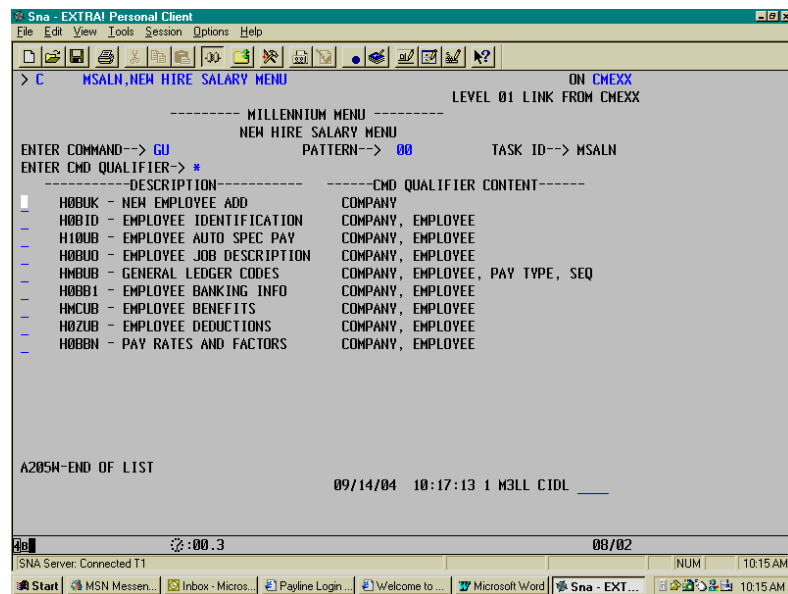 Sna - EXTRA! Personal Client
File Edit View Tools Session Options Help
> C MSALN,NEW HIRE SALARY MENU ON CMEXX
LEVEL 01 LINK FROM CMEXX
--------- MILLENNIUM MENU ---------
NEW HIRE SALARY MENU
ENTER COMMAND--> GU PATTERN--> 00 TASK ID--> MSALN
ENTER CMD QUALIFIER-> *
-----------DESCRIPTION----------- ------CMD QUALIFIER CONTENT------
_ H0BUK - NEW EMPLOYEE ADD COMPANY
_ H0BID - EMPLOYEE IDENTIFICATION COMPANY, EMPLOYEE
_ H10UB - EMPLOYEE AUTO SPEC PAY COMPANY, EMPLOYEE
_ H0BUO - EMPLOYEE JOB DESCRIPTION COMPANY, EMPLOYEE
_ HMBUB - GENERAL LEDGER CODES COMPANY, EMPLOYEE, PAY TYPE, SEQ
_ H0BB1 - EMPLOYEE BANKING INFO COMPANY, EMPLOYEE
_ HMCUB - EMPLOYEE BENEFITS COMPANY, EMPLOYEE
_ H0ZUB - EMPLOYEE DEDUCTIONS COMPANY, EMPLOYEE
_ H0BBN - PAY RATES AND FACTORS COMPANY, EMPLOYEE
A205W-END OF LIST
09/14/04 10:17:13 1 M3LL CIDL ____
4B :00.3 08/02
SNA Server: Connected T1 NUM 10:15 AM
Start MSN Messen... Inbox - Micros... Payline Login ... Welcome to ... Microsoft Word Sna - EXT... 10:15 AM